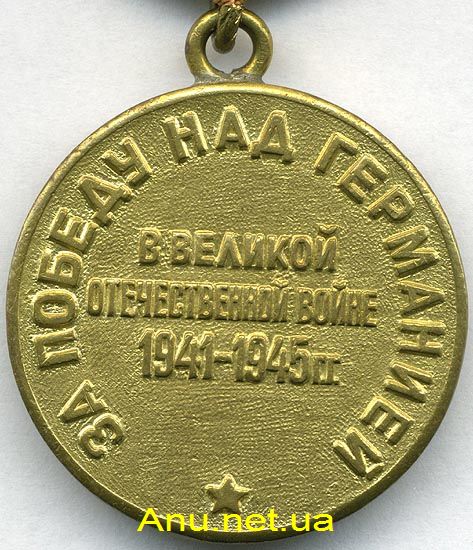 ЗА ПОБЕДУ НАД ГЕРМАНИЕЙ
В ВЕЛИКОЙ
ОТЕЧЕСТВЕННОЙ ВОЙНЕ
1941-1945 гг.
Anu.net.ua